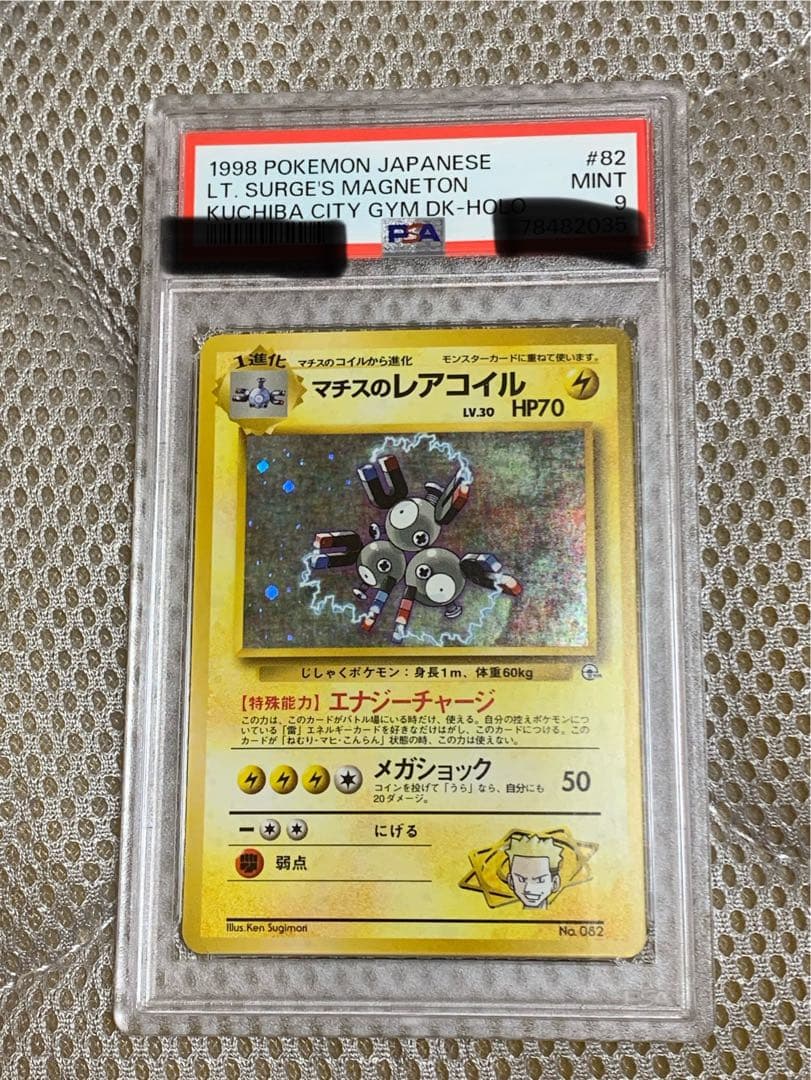 1998 POKEMON JAPANESE #82
LT. SURGE'S MAGNETON MINT
KUCHIBA CITY GYM DK-HOLO 9
PSA 78482035
1進化 マチスのコイルから進化 モンスターカードに重ねて使います。
マチスのレアコイル
LV.30 HP70
じしゃくポケモン:身長1m、体重60kg
【特殊能力】エナジーチャージ
この力は、このカードがバトル場にいる時だけ、使える。自分の控えポケモンにつ
いている「雷」エネルギーカードを好きなだけはがし、このカードにつける。この
カードが「ねむり・マヒ・こんらん」状態の時、この力は使えない。
メガショック 50
コインを投げて「うら」なら、自分にも
20ダメージ。
にげる
弱点
Illus.Ken Sugimori No. 082